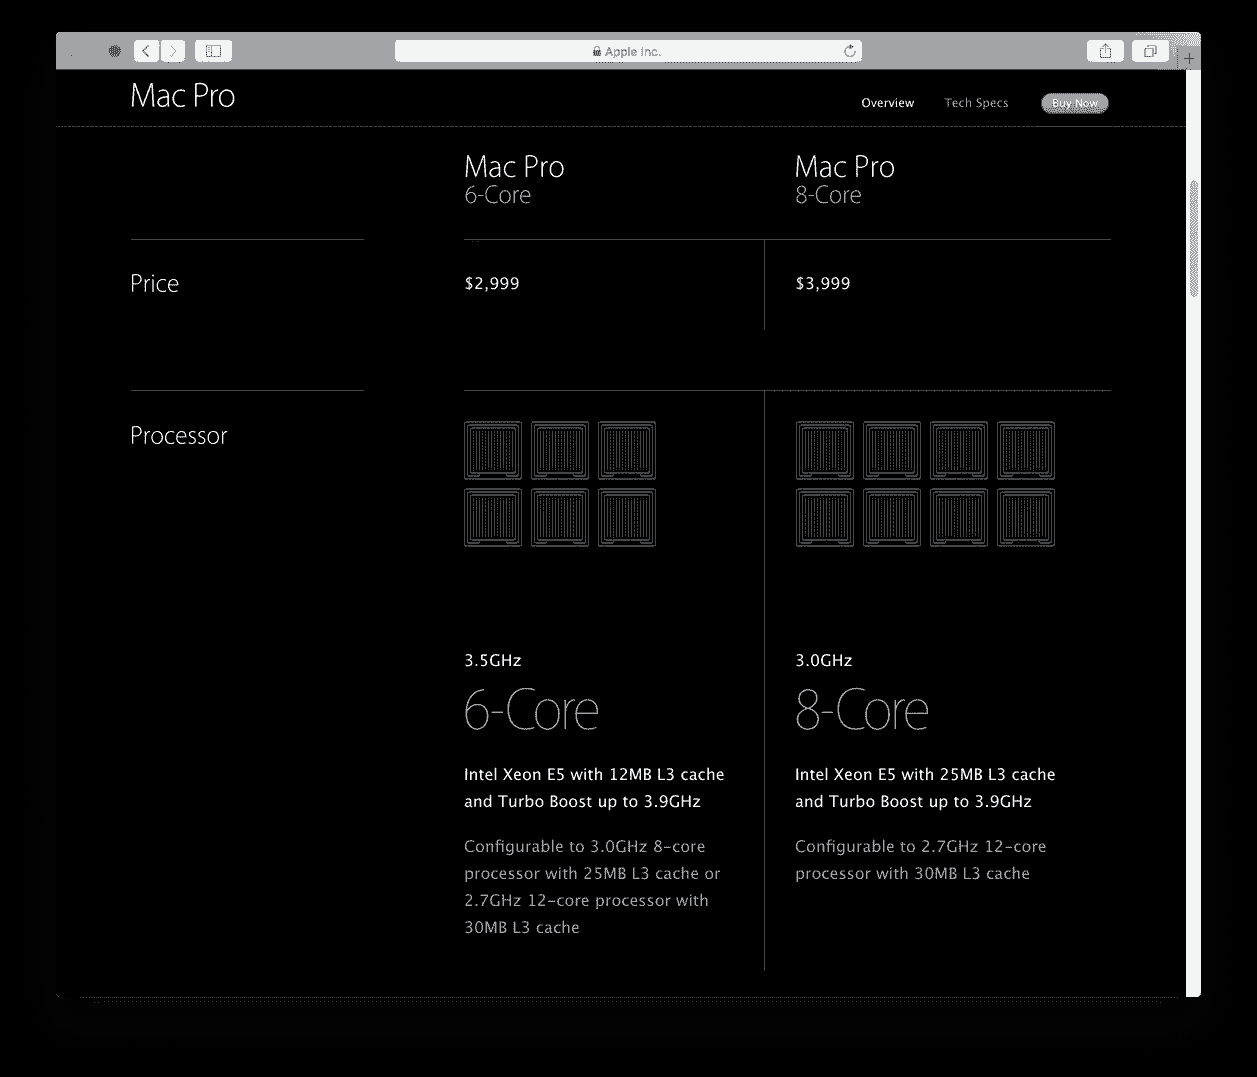 Apple Inc.
Mac Pro
Overview Tech Specs Buy Now
Mac Pro
6-Core
Mac Pro
8-Core
Price
$2,999
$3,999
Processor
3.5GHz
6-Core
Intel Xeon E5 with 12MB L3 cache
and Turbo Boost up to 3.9GHz
Configurable to 3.0GHz 8-core
processor with 25MB L3 cache or
2.7GHz 12-core processor with
30MB L3 cache
3.0GHz
8-Core
Intel Xeon E5 with 25MB L3 cache
and Turbo Boost up to 3.9GHz
Configurable to 2.7GHz 12-core
processor with 30MB L3 cache